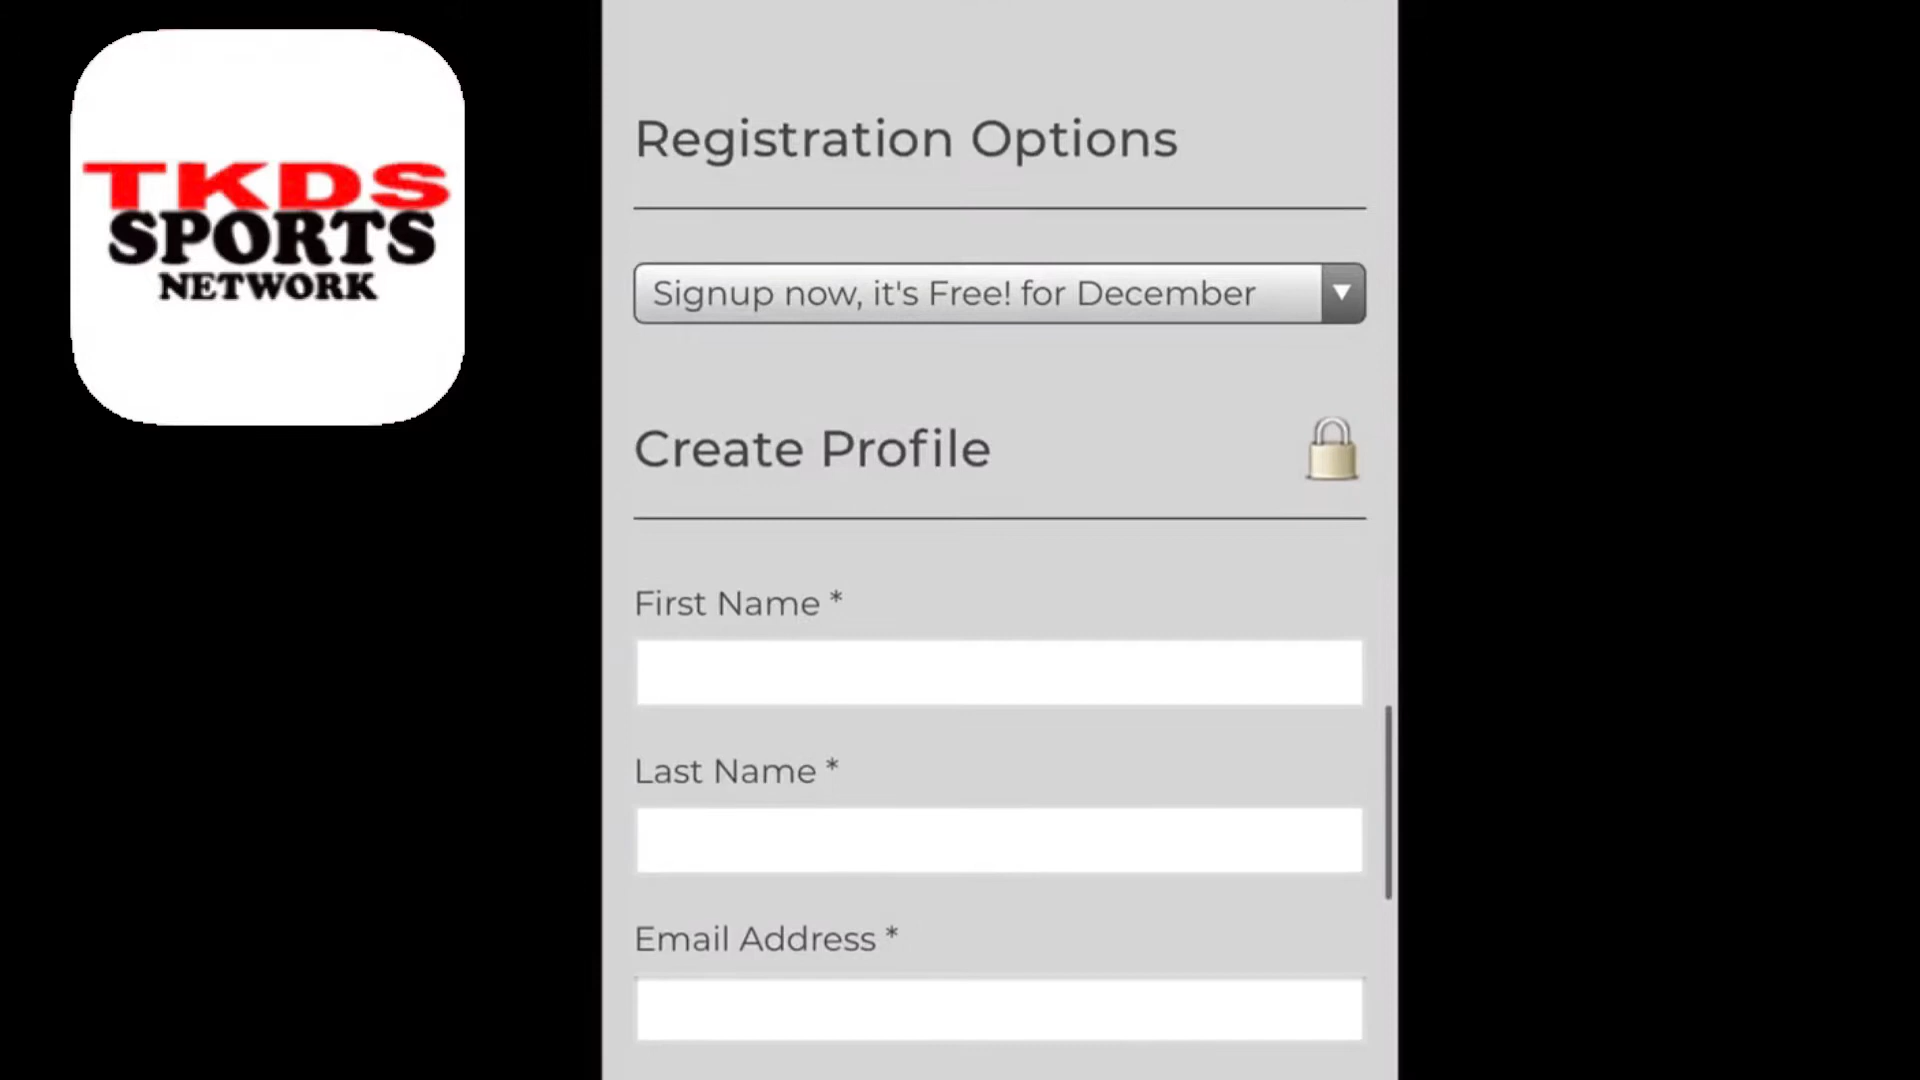 TKDS
SPORTS
NETWORK
Registration Options
Signup now, it's Free! for December
Create Profile
First Name *
Last Name *
Email Address *